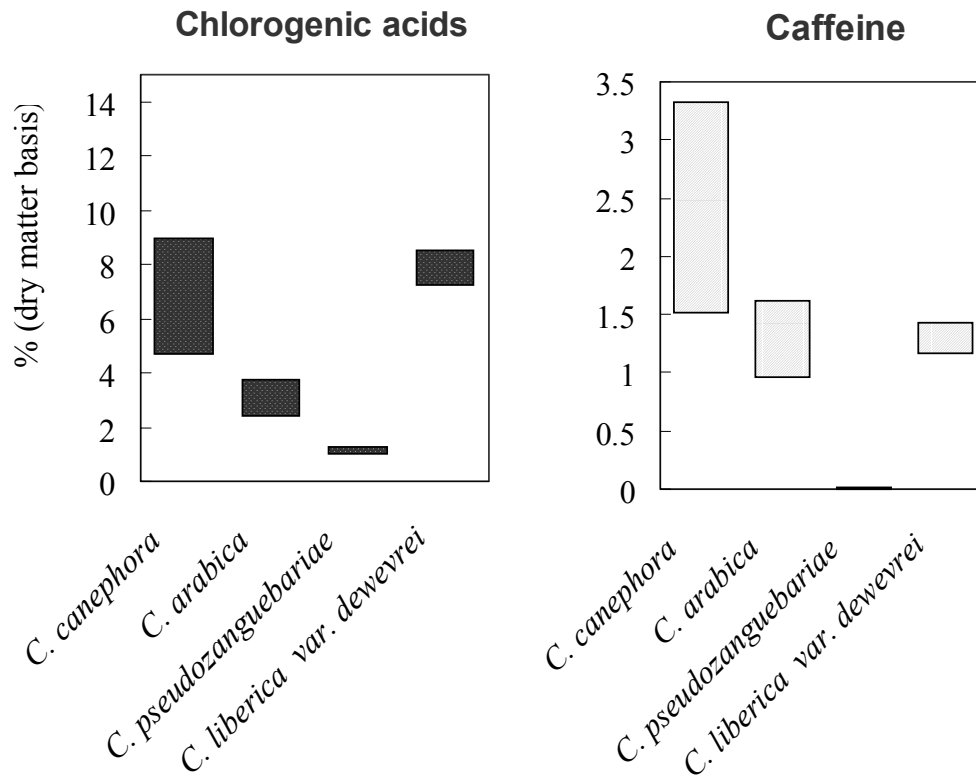 Chlorogenic acids
% (dry matter basis)
14
12
10
8
6
4
2
0
C. canephora
C. arabica
C. pseudozanguebariae
C. liberica var. dewevrei
Caffeine
3.5
3
2.5
2
1.5
1
0.5
0
C. canephora
C. arabica
C. pseudozanguebariae
C. liberica var. dewevrei